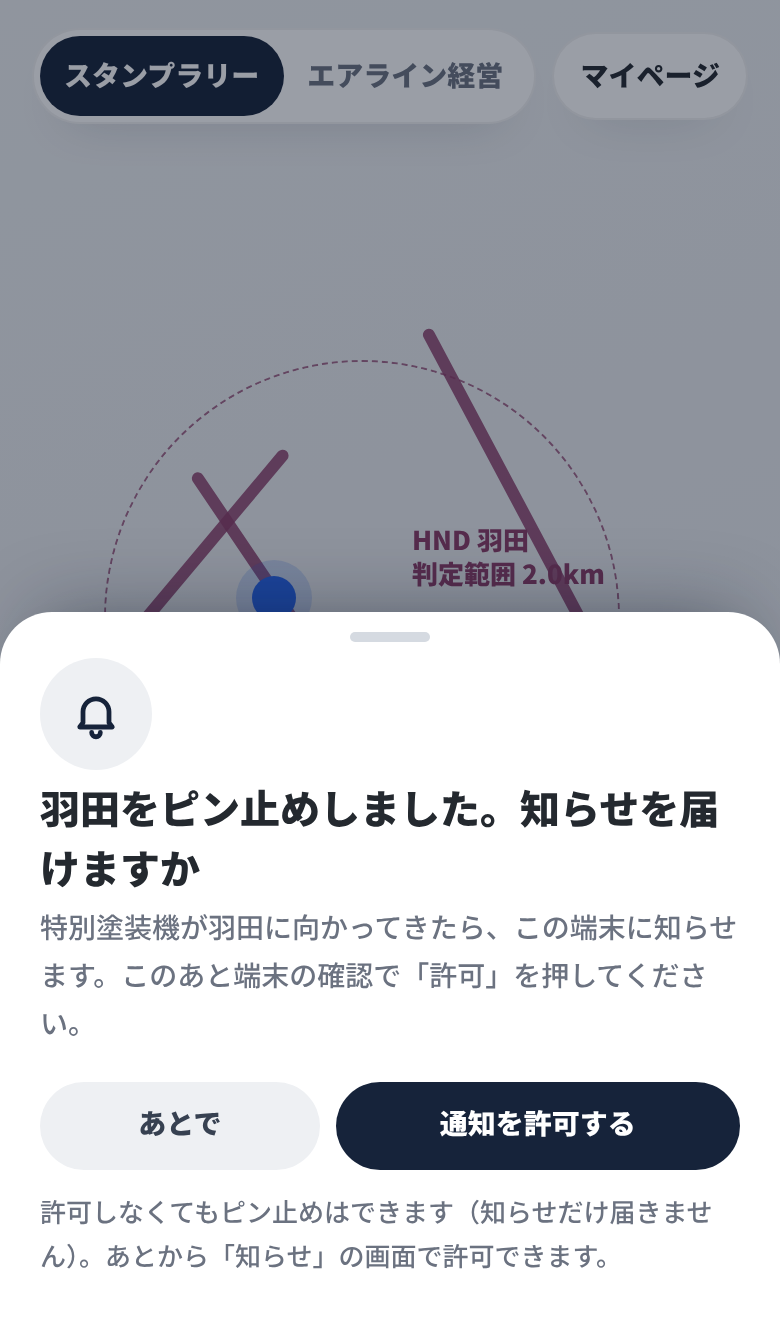 スタンプラリー
エアライン経営
マイページ
HND 羽田
判定範囲 2.0km
羽田をピン止めしました。知らせを届
けますか
特別塗装機が羽田に向かってきたら、この端末に知らせ
ます。このあと端末の確認で「許可」を押してくださ
い。
あとで
通知を許可する
許可しなくてもピン止めはできます（知らせだけ届きませ
ん）。あとから「知らせ」の画面で許可できます。